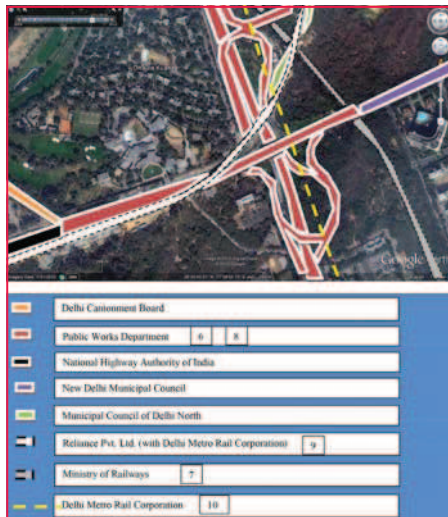 Google earth
Delhi Cantonment Board
Public Works Department 6 8
National Highway Authority of India
New Delhi Municipal Council
Municipal Council of Delhi North
Reliance Pvt. Ltd. (with Delhi Metro Rail Corporation) 9
Ministry of Railways 7
Delhi Metro Rail Corporation 10